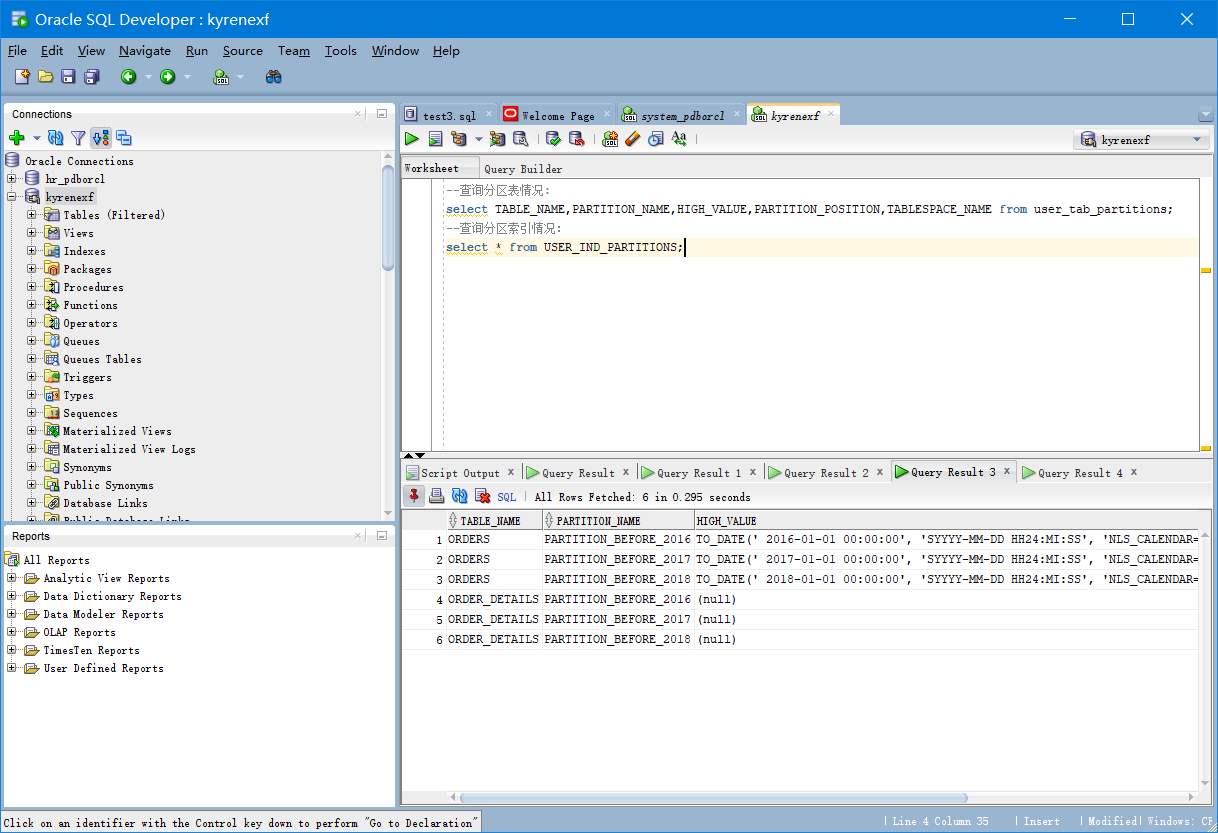 Oracle SQL Developer : kyrenexf
File Edit View Navigate Run Source Team Tools Window Help
Connections
Oracle Connections
hr_pdborcl
kyrenexf
Tables (Filtered)
Views
Indexes
Packages
Procedures
Functions
Operators
Queues
Queues Tables
Triggers
Types
Sequences
Materialized Views
Materialized View Logs
Synonyms
Public Synonyms
Database Links
Public Database Links
Reports
All Reports
Analytic View Reports
Data Dictionary Reports
Data Modeler Reports
OLAP Reports
TimesTen Reports
User Defined Reports
test3.sql Welcome Page system_pdborcl kyrenexf
kyrenexf
Worksheet Query Builder
--查询分区表情况:
select TABLE_NAME,PARTITION_NAME,HIGH_VALUE,PARTITION_POSITION,TABLESPACE_NAME from user_tab_partitions;
--查询分区索引情况:
select * from USER_IND_PARTITIONS;
Script Output Query Result Query Result 1 Query Result 2 Query Result 3 Query Result 4
SQL All Rows Fetched: 6 in 0.295 seconds
TABLE_NAME PARTITION_NAME HIGH_VALUE
1 ORDERS PARTITION_BEFORE_2016 TO_DATE(' 2016-01-01 00:00:00', 'SYYYY-MM-DD HH24:MI:SS', 'NLS_CALENDAR=
2 ORDERS PARTITION_BEFORE_2017 TO_DATE(' 2017-01-01 00:00:00', 'SYYYY-MM-DD HH24:MI:SS', 'NLS_CALENDAR=
3 ORDERS PARTITION_BEFORE_2018 TO_DATE(' 2018-01-01 00:00:00', 'SYYYY-MM-DD HH24:MI:SS', 'NLS_CALENDAR=
4 ORDER_DETAILS PARTITION_BEFORE_2016 (null)
5 ORDER_DETAILS PARTITION_BEFORE_2017 (null)
6 ORDER_DETAILS PARTITION_BEFORE_2018 (null)
Click on an identifier with the Control key down to perform "Go to Declaration"
Line 4 Column 35 Insert Modified Windows: CF